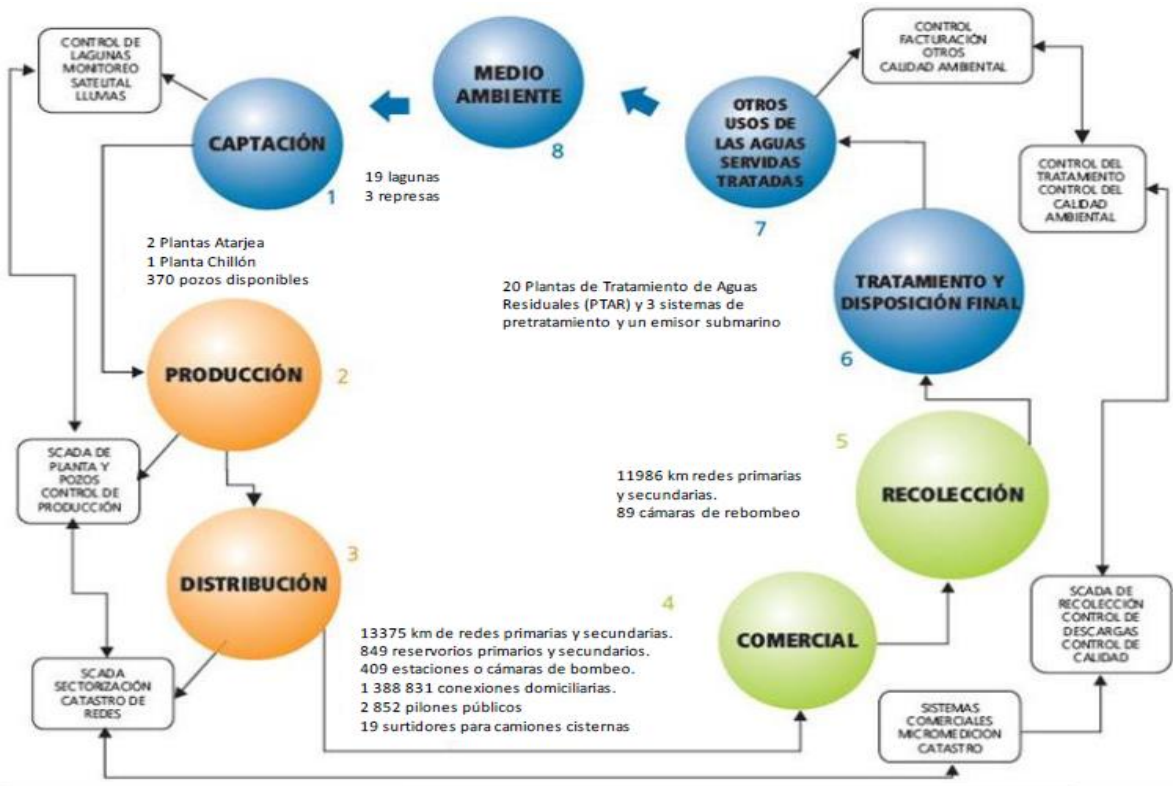 CONTROL DE
LAGUNAS
MONITOREO
SATELITAL
LLUVIAS
CAPTACIÓN
1
19 lagunas
3 represas
MEDIO
AMBIENTE
8
OTROS
USOS DE
LAS AGUAS
SERVIDAS
TRATADAS
7
CONTROL
FACTURACIÓN
OTROS
CALIDAD AMBIENTAL
CONTROL DEL
TRATAMIENTO
CONTROL DEL
CALIDAD
AMBIENTAL
2 Plantas Atarjea
1 Planta Chillón
370 pozos disponibles
PRODUCCIÓN
2
20 Plantas de Tratamiento de Aguas
Residuales (PTAR) y 3 sistemas de
pretratamiento y un emisor submarino
TRATAMIENTO Y
DISPOSICIÓN FINAL
6
SCADA DE
PLANTA Y
POZOS
CONTROL DE
PRODUCCIÓN
5
RECOLECCIÓN
11986 km redes primarias
y secundarias.
89 cámaras de rebombeo
3
DISTRIBUCIÓN
13375 km de redes primarias y secundarias.
849 reservorios primarios y secundarios.
409 estaciones o cámaras de bombeo.
1 388 831 conexiones domiciliarias.
2 852 pilones públicos
19 surtidores para camiones cisternas
4
COMERCIAL
SCADA DE
RECOLECCIÓN
CONTROL DE
DESCARGAS
CONTROL DE
CALIDAD
SCADA
SECTORIZACIÓN
CATASTRO DE
REDES
SISTEMAS
COMERCIALES
MICROMEDICION
CATASTRO